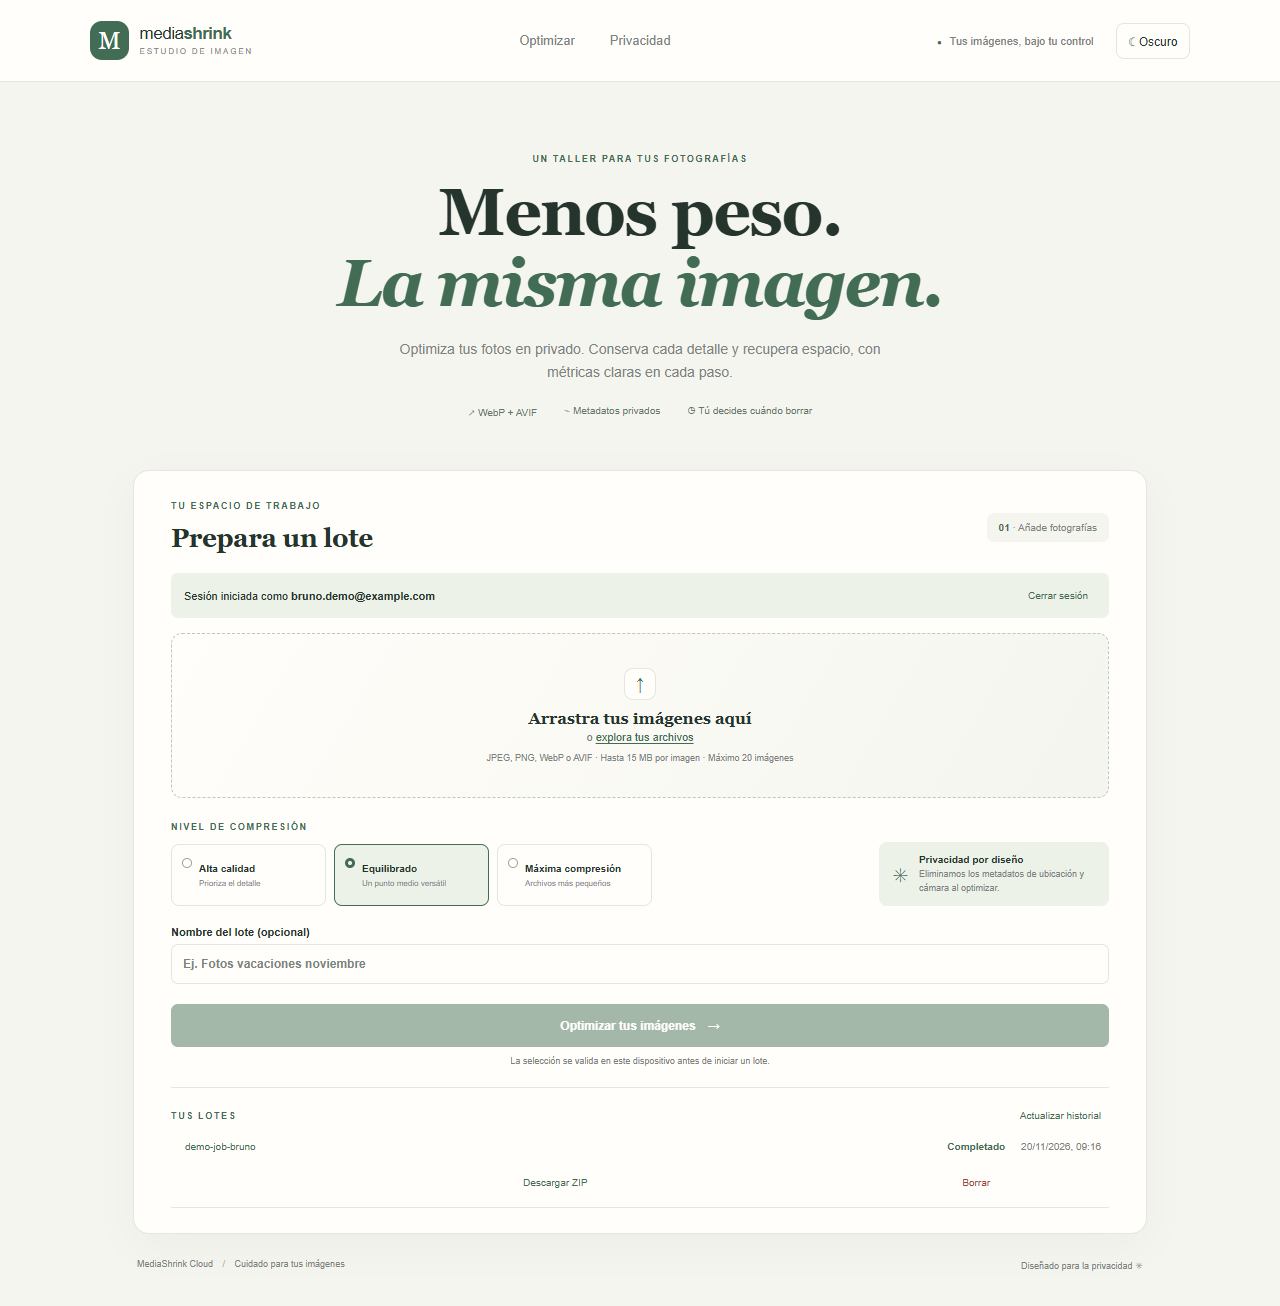 M
mediashrink
ESTUDIO DE IMAGEN
Optimizar
Privacidad
Tus imágenes, bajo tu control
Oscuro
UN TALLER PARA TUS FOTOGRAFÍAS
Menos peso.
La misma imagen.
Optimiza tus fotos en privado. Conserva cada detalle y recupera espacio, con
métricas claras en cada paso.
WebP + AVIF
Metadatos privados
Tú decides cuándo borrar
TU ESPACIO DE TRABAJO
Prepara un lote
01 · Añade fotografías
Sesión iniciada como bruno.demo@example.com
Cerrar sesión
Arrastra tus imágenes aquí
o explora tus archivos
JPEG, PNG, WebP o AVIF · Hasta 15 MB por imagen · Máximo 20 imágenes
NIVEL DE COMPRESIÓN
Alta calidad
Prioriza el detalle
Equilibrado
Un punto medio versátil
Máxima compresión
Archivos más pequeños
Privacidad por diseño
Eliminamos los metadatos de ubicación y
cámara al optimizar.
Nombre del lote (opcional)
Ej. Fotos vacaciones noviembre
Optimizar tus imágenes →
La selección se valida en este dispositivo antes de iniciar un lote.
TUS LOTES
Actualizar historial
demo-job-bruno
Completado
20/11/2026, 09:16
Descargar ZIP
Borrar
MediaShrink Cloud / Cuidado para tus imágenes
Diseñado para la privacidad ✳